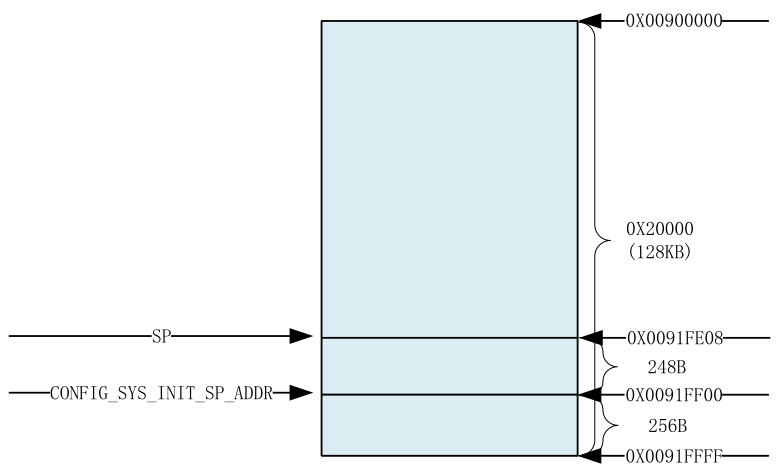 0X00900000
0X20000
(128KB)
SP
0X0091FE08
248B
CONFIG_SYS_INIT_SP_ADDR
0X0091FF00
256B
0X0091FFFF